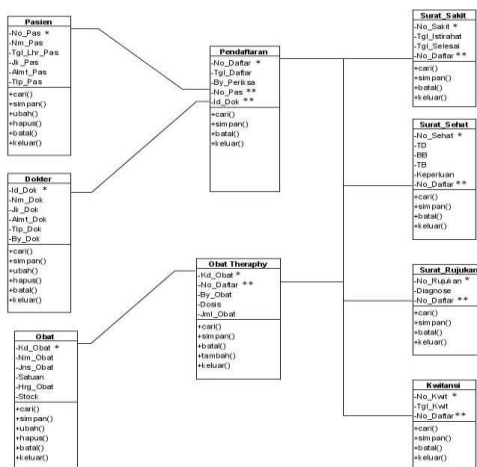 Pasien
-No_Pas *
-Nm_Pas
-Tgl_Lhr_Pas
-Jk_Pas
-Almt_Pas
-Tlp_Pas
+cari()
+simpan()
+ubah()
+hapus()
+batal()
+keluar()
Dokter
-Id_Dok *
-Nm_Dok
-Jk_Dok
-Almt_Dok
-Tlp_Dok
-By_Dok
+cari()
+simpan()
+ubah()
+hapus()
+batal()
+keluar()
Obat
-Kd_Obat *
-Nm_Obat
-Jns_Obat
-Satuan
-Hrg_Obat
-Stock
+cari()
+simpan()
+ubah()
+hapus()
+batal()
+keluar()
Pendaftaran
-No_Daftar *
-Tgl_Daftar
-By_Periksa
-No_Pas **
-Id_Dok **
+cari()
+simpan()
+batal()
+keluar()
Obat Theraphy
-Kd_Obat *
-No_Daftar **
-By_Obat
-Dosis
-Jml_Obat
+cari()
+simpan()
+batal()
+tambah()
+keluar()
Surat_Sakit
-No_Sakit *
-Tgl_Istirahat
-Tgl_Selesai
-No_Daftar **
+cari()
+simpan()
+batal()
+keluar()
Surat_Sehat
-No_Sehat *
-TD
-BB
-TB
-Keperluan
-No_Daftar **
+cari()
+simpan()
+batal()
+keluar()
Surat_Rujukan
-No_Rujukan *
-Diagnose
-No_Daftar **
+cari()
+simpan()
+batal()
+keluar()
Kwitansi
-No_Kwit *
-Tgl_Kwit
-No_Daftar **
+cari()
+simpan()
+batal()
+keluar()